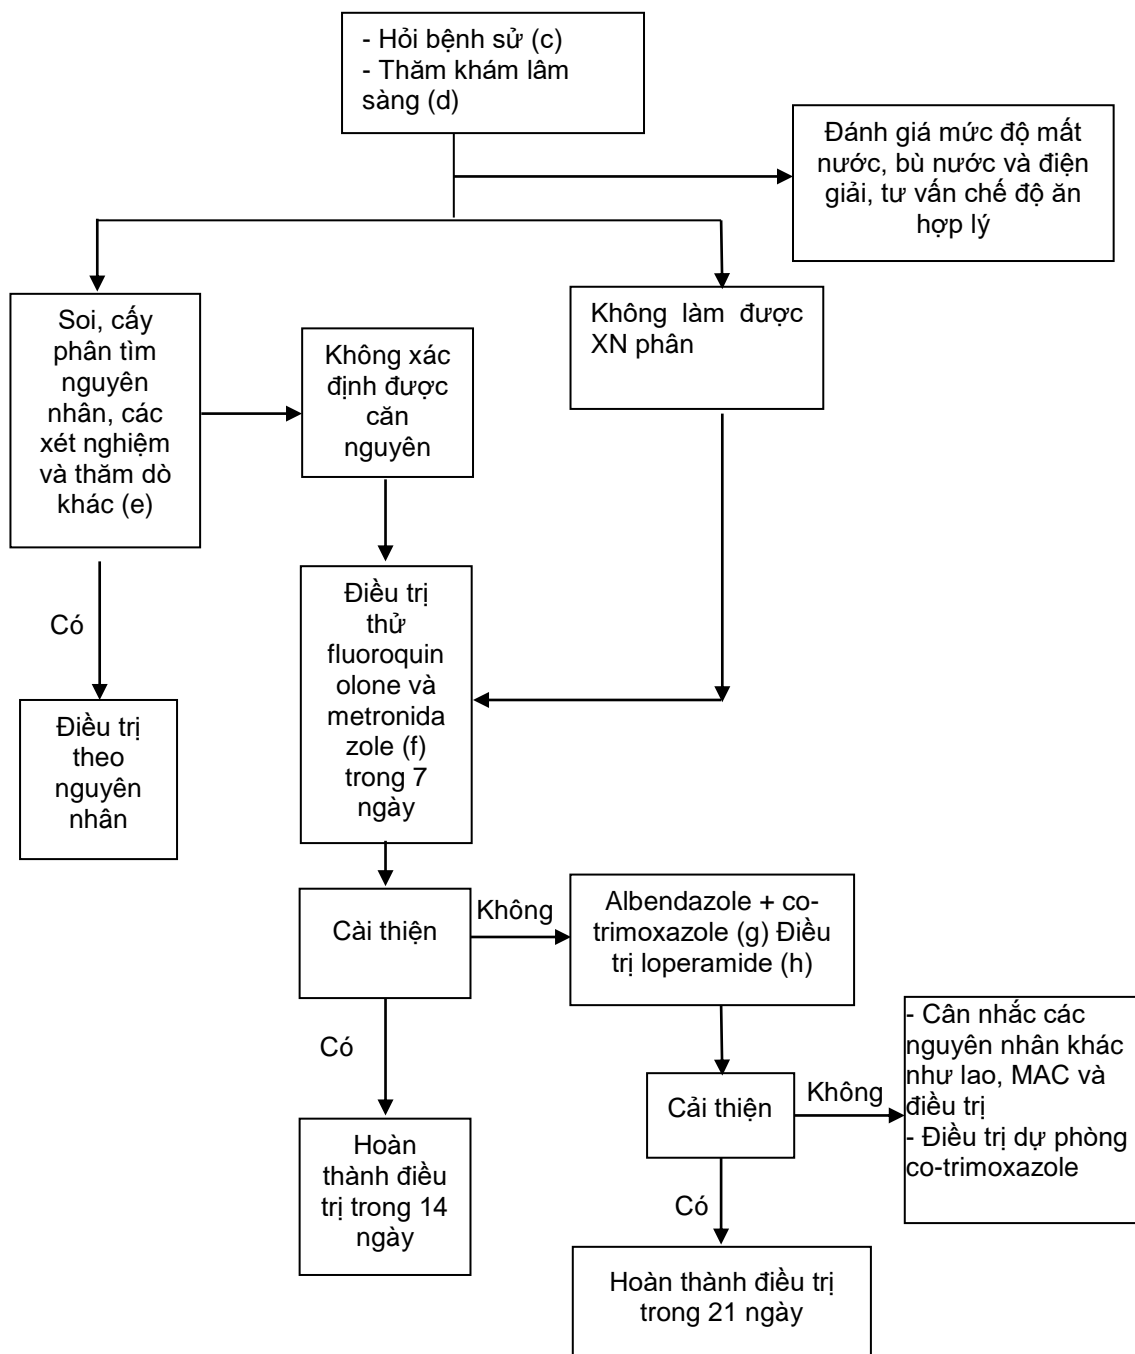 - Hỏi bệnh sử (c)
- Thăm khám lâm
sàng (d)
Đánh giá mức độ mất
nước, bù nước và điện
giải, tư vấn chế độ ăn
hợp lý
Soi, cấy
phân tìm
nguyên
nhân, các
xét nghiệm
và thăm dò
khác (e)
Không xác
định được
căn
nguyên
Không làm được
XN phân
Có
Điều trị
theo
nguyên
nhân
Điều trị
thử
fluoroquin
olone và
metronida
zole (f)
trong 7
ngày
Cài thiện
Không
Albendazole + co-
trimoxazole (g) Điều
trị loperamide (h)
Có
Hoàn
thành điều
trị trong 14
ngày
Cải thiện
Không
- Cân nhắc các
nguyên nhân khác
như lao, MAC và
điều trị
- Điều trị dự phòng
co-trimoxazole
Có
Hoàn thành điều trị
trong 21 ngày